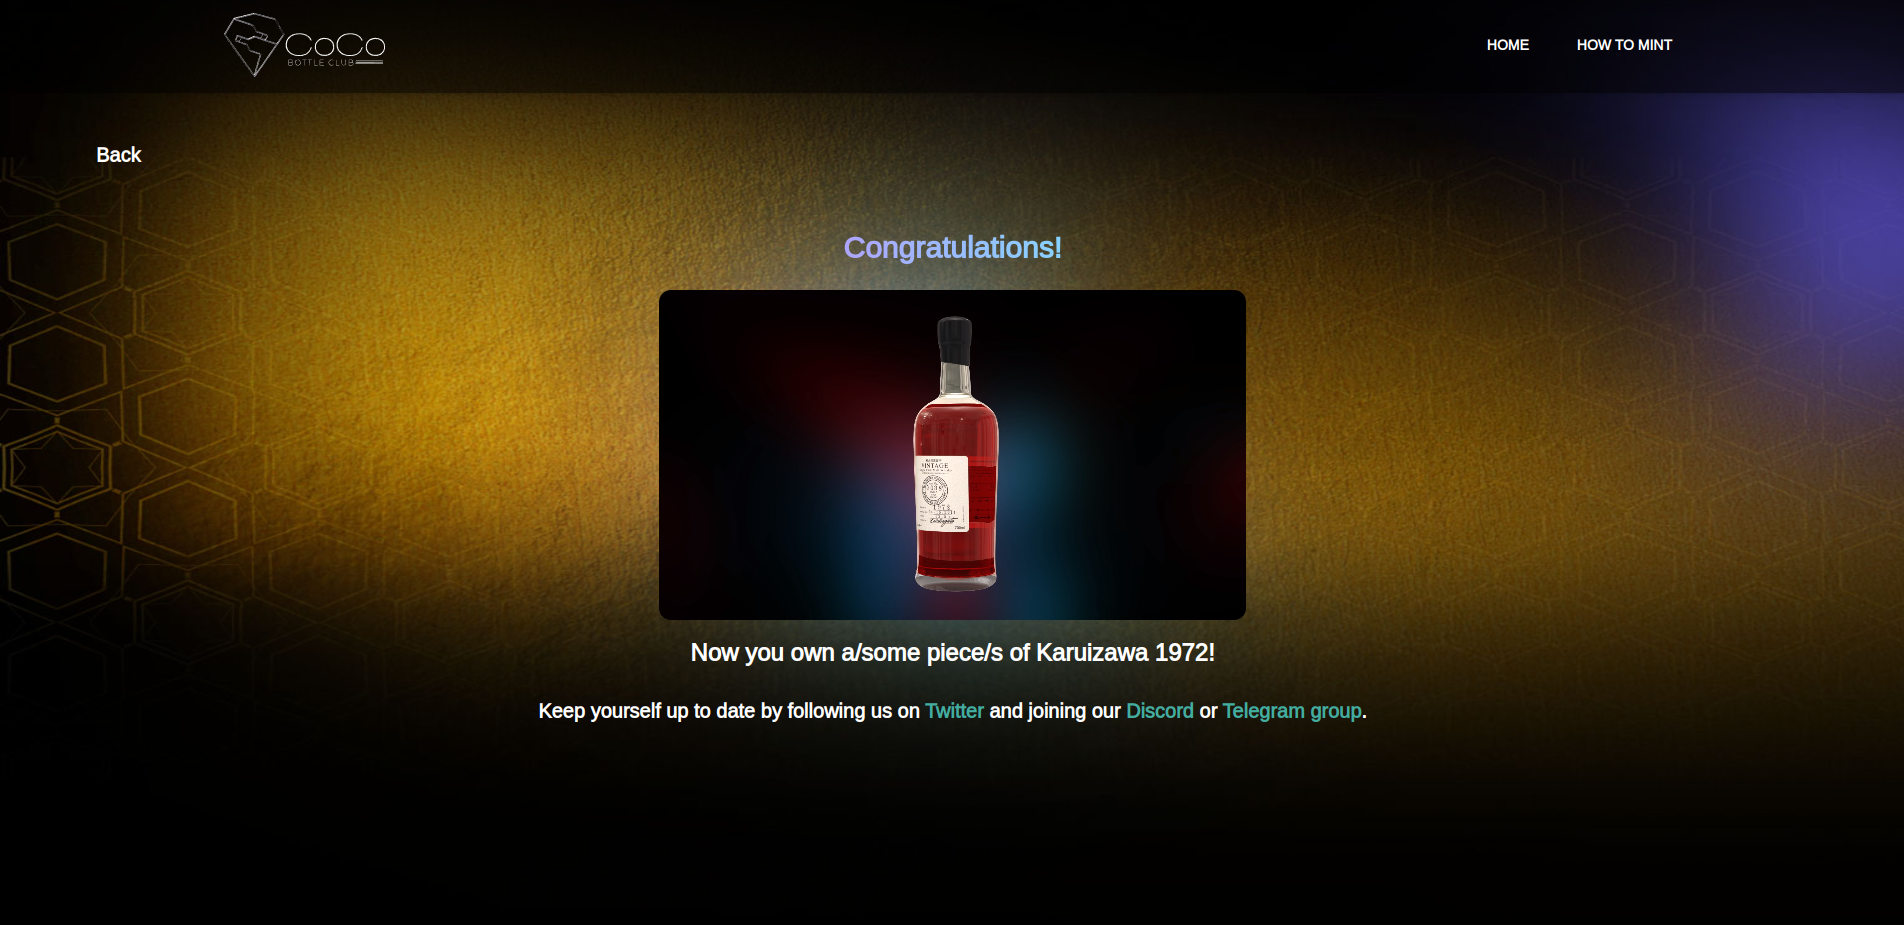 CoCo
BOTTLE CLUB
HOME
HOW TO MINT
Back
Congratulations!
VINTAGE
Now you own a/some piece/s of Karuizawa 1972!
Keep yourself up to date by following us on Twitter and joining our Discord or Telegram group.